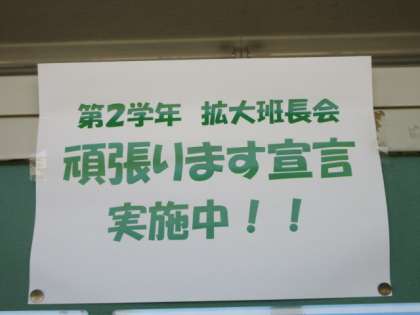 第2学年 拡大班長会
頑張ります宣言
実施中!!